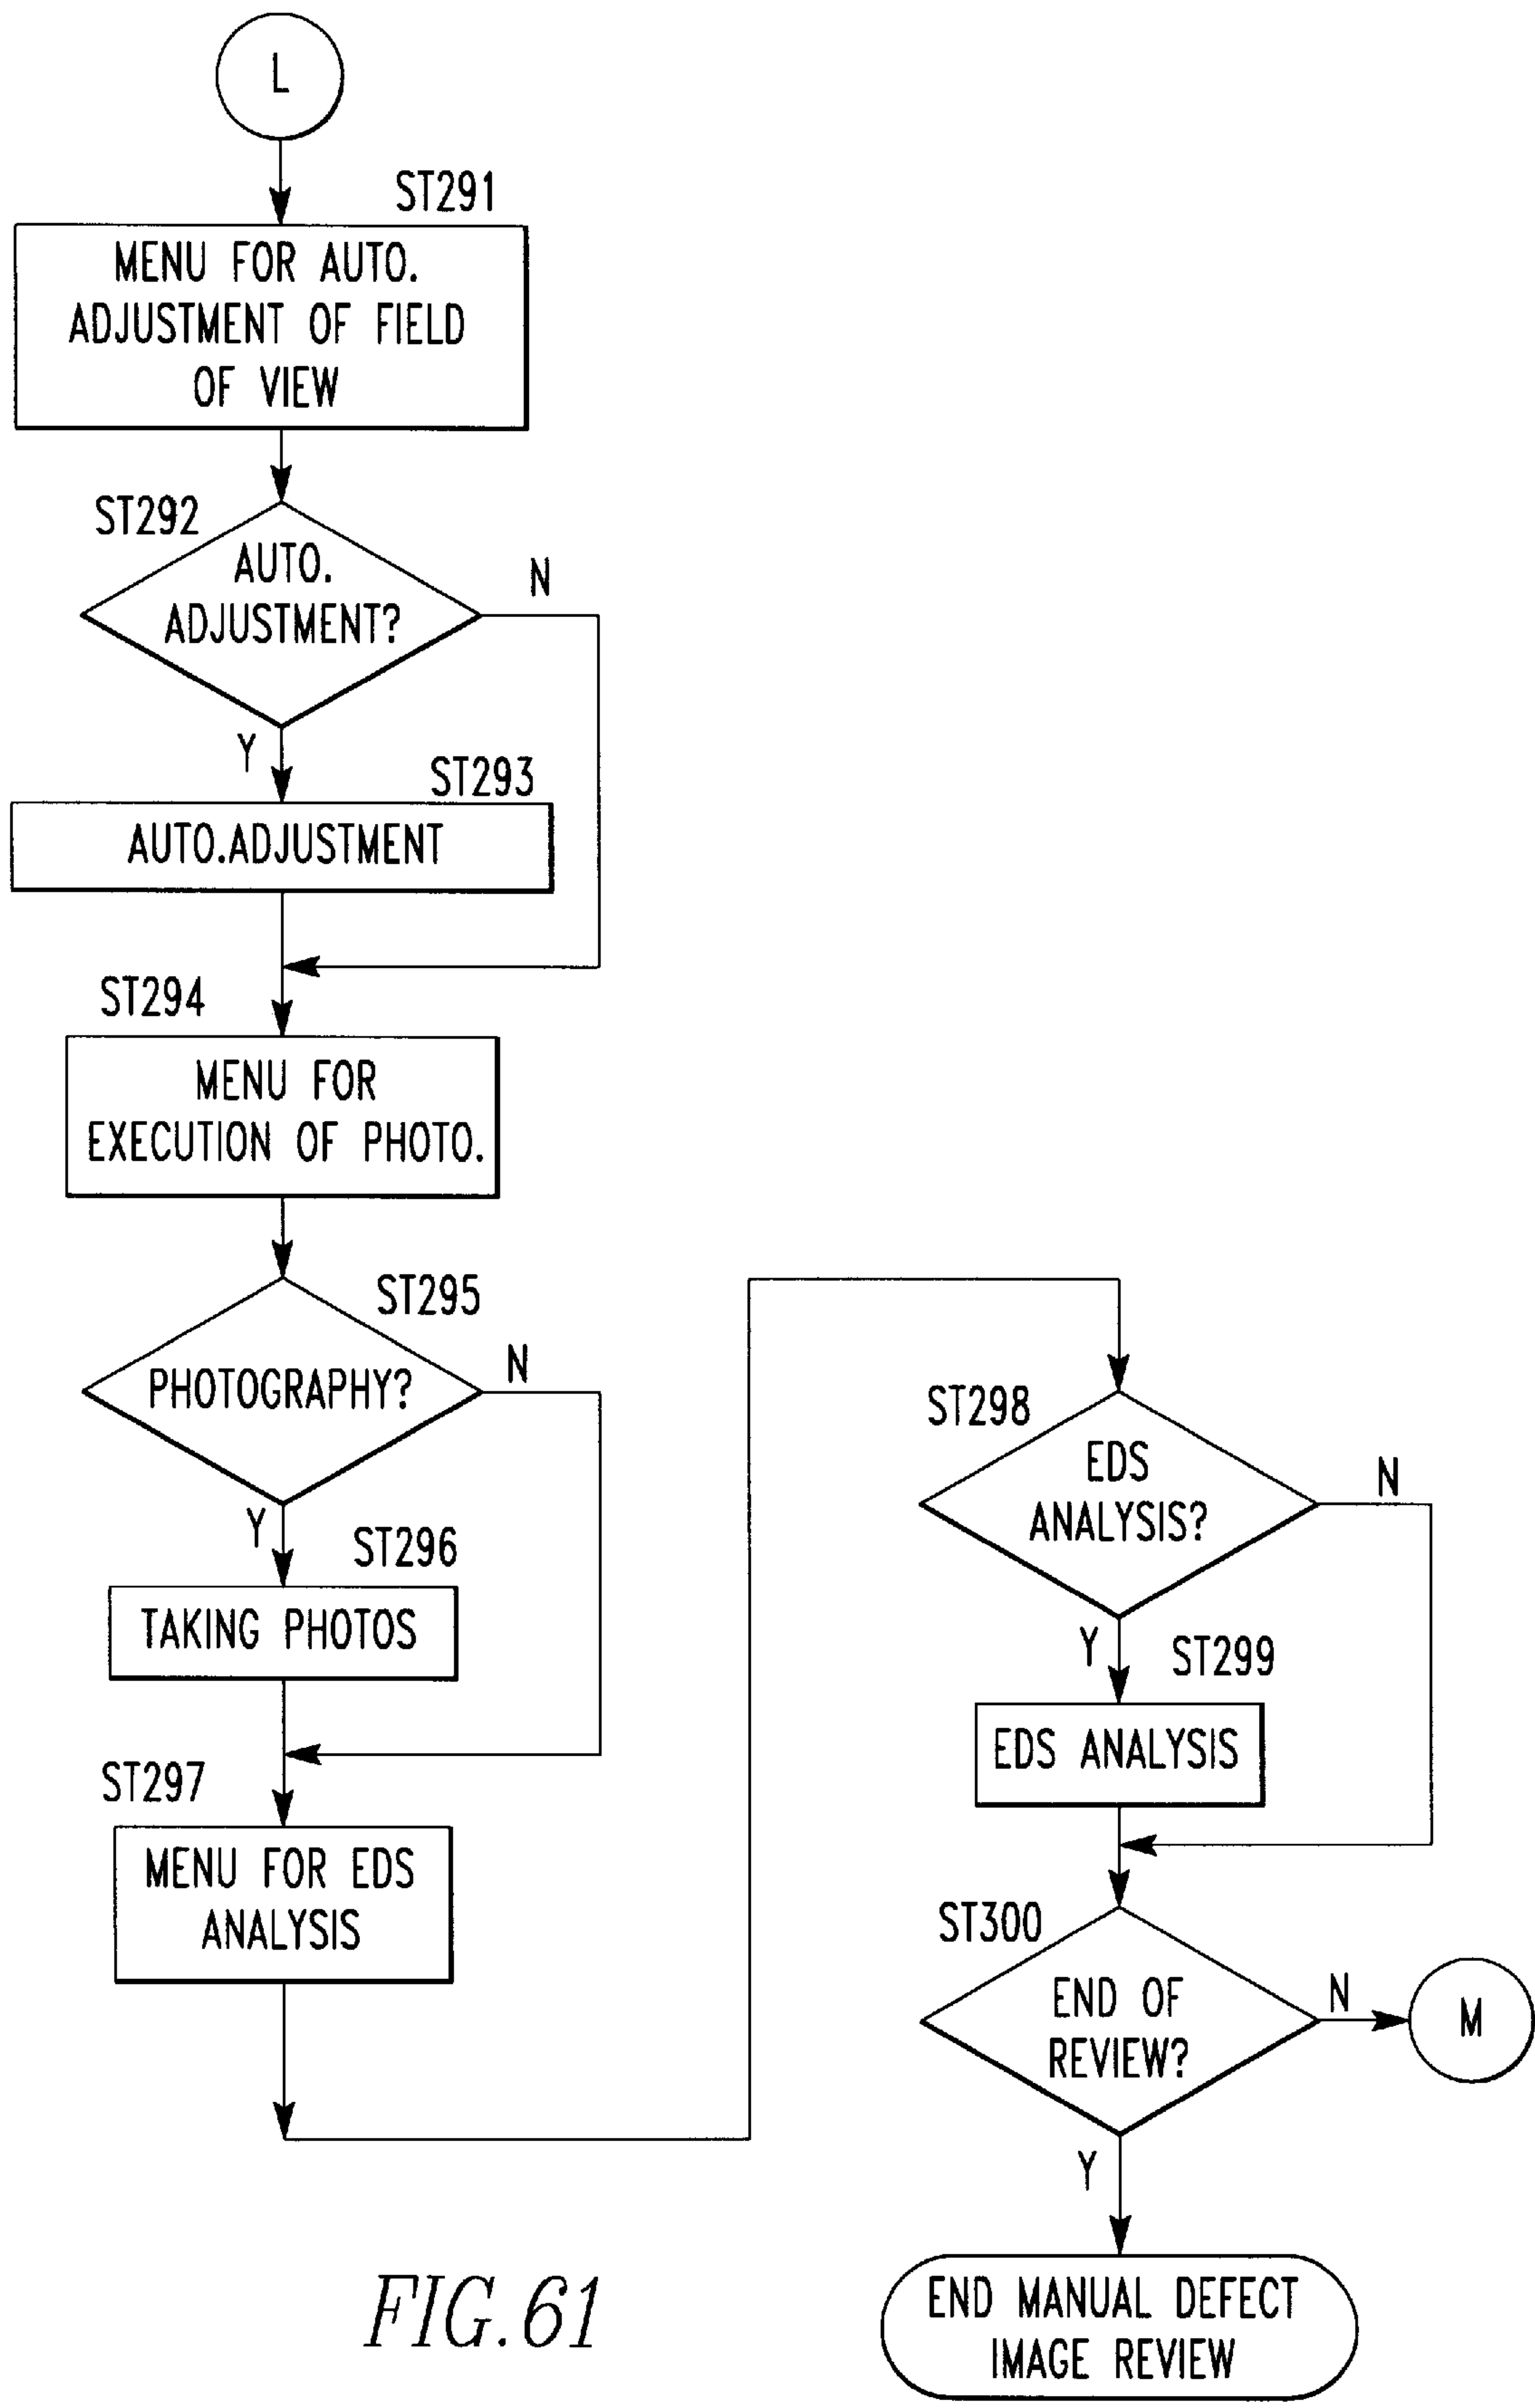 L
ST291
MENU FOR AUTO.
ADJUSTMENT OF FIELD
OF VIEW
ST292
AUTO.
ADJUSTMENT?
N
Y
ST293
AUTO.ADJUSTMENT
ST294
MENU FOR
EXECUTION OF PHOTO.
ST295
PHOTOGRAPHY?
N
Y
ST296
TAKING PHOTOS
ST297
MENU FOR EDS
ANALYSIS
ST298
EDS
ANALYSIS?
N
Y
ST299
EDS ANALYSIS
ST300
END OF
REVIEW?
N
M
Y
END MANUAL DEFECT
IMAGE REVIEW
FIG.61